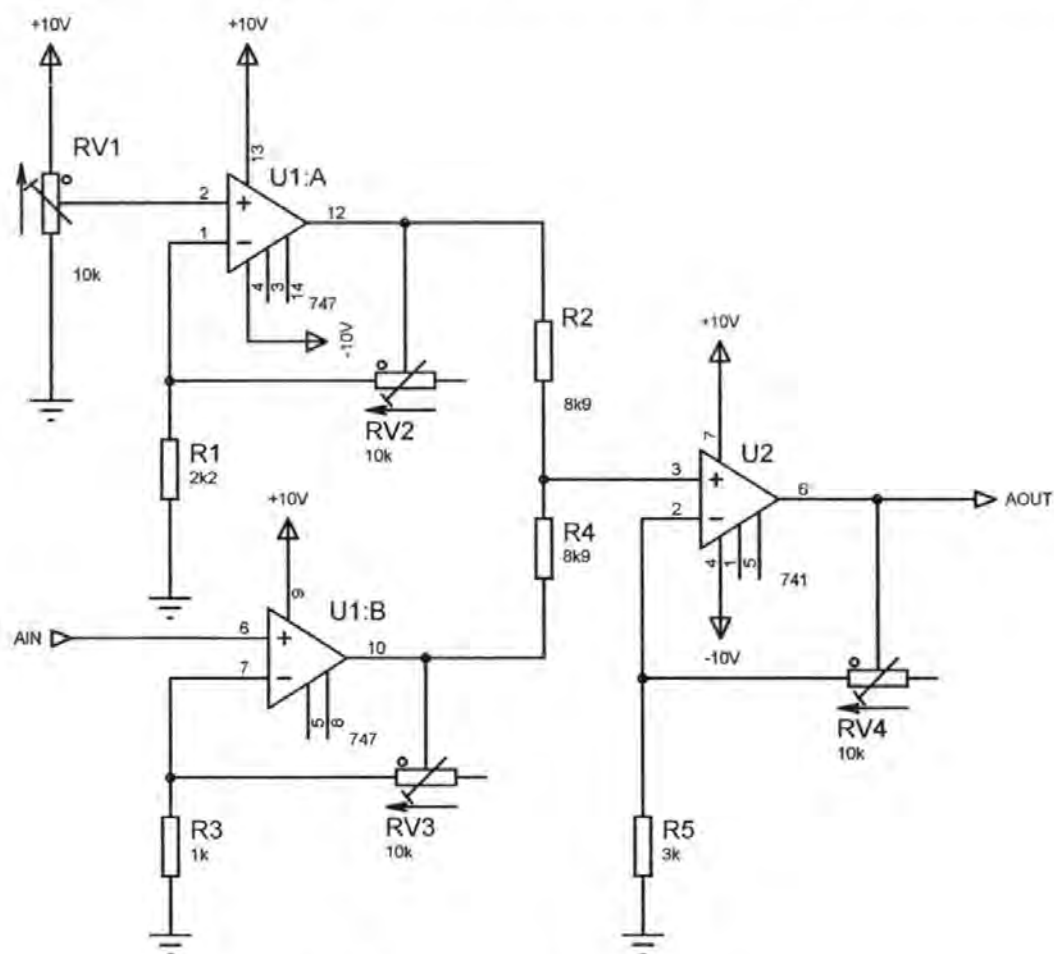 +10V
+10V
RV1
10k
13
U1:A
2
+
1
−
12
4
3
14
747
-10V
RV2
10k
R1
2k2
R2
8k9
+10V
9
U1:B
AIN
6
+
7
−
10
5
8
747
RV3
10k
R3
1k
R4
8k9
+10V
7
U2
3
+
2
−
6
AOUT
4
1
5
741
-10V
RV4
10k
R5
3k